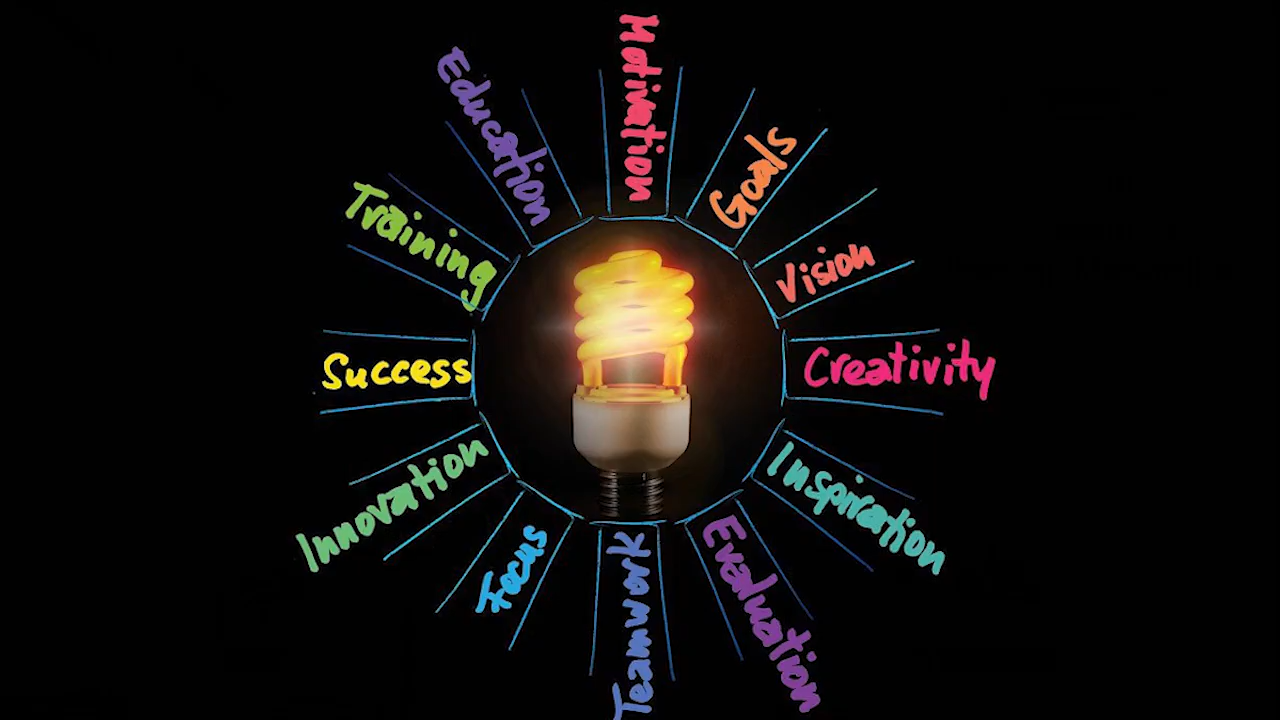 Motivation
Goals
Vision
Creativity
Inspiration
Evaluation
Teamwork
Focus
Innovation
Success
Training
Education